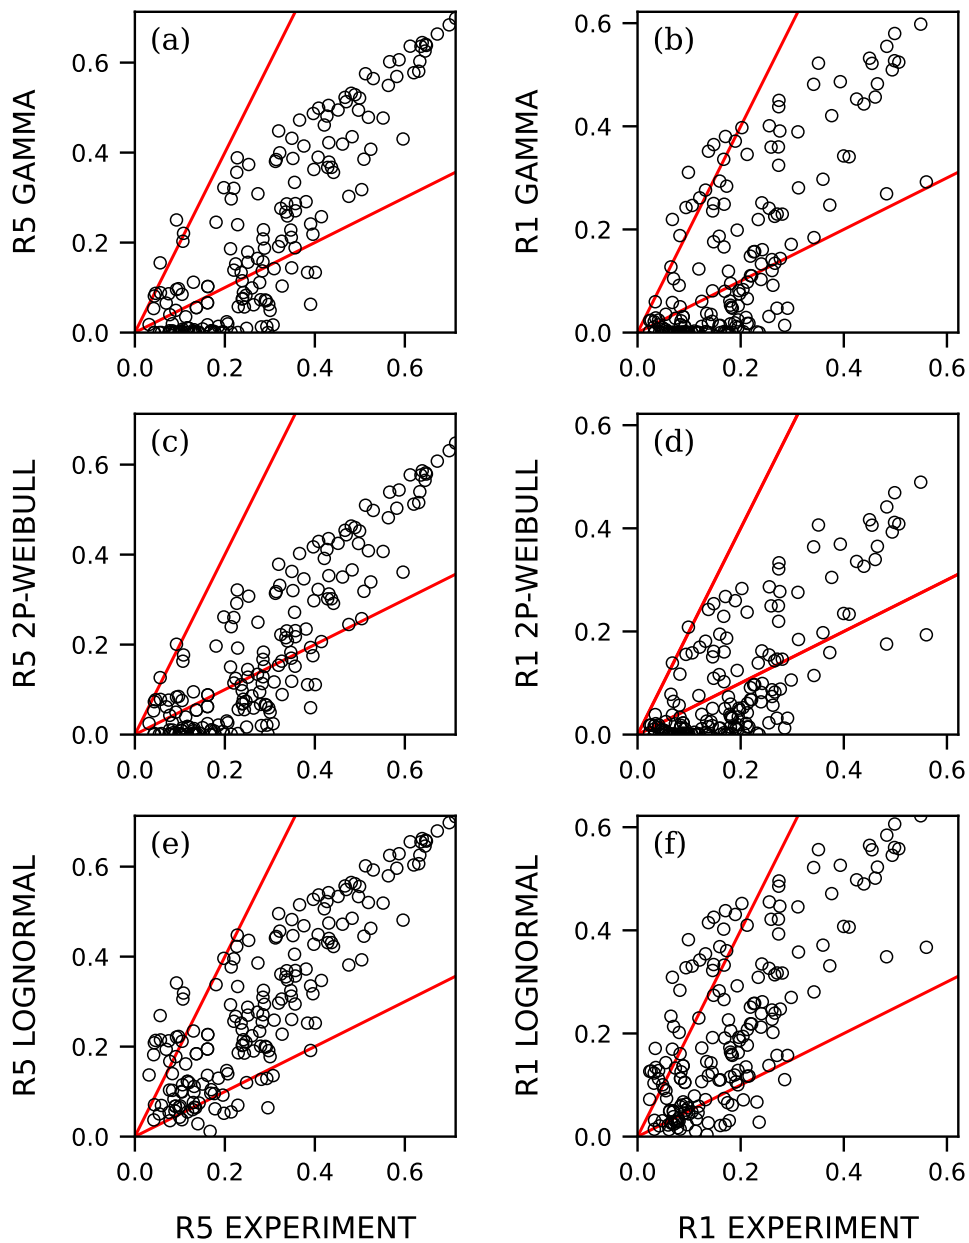 (a)
R5 GAMMA
0.6
0.4
0.2
0.0
0.0 0.2 0.4 0.6
(b)
R1 GAMMA
0.6
0.4
0.2
0.0
0.0 0.2 0.4 0.6
(c)
R5 2P-WEIBULL
0.6
0.4
0.2
0.0
0.0 0.2 0.4 0.6
(d)
R1 2P-WEIBULL
0.6
0.4
0.2
0.0
0.0 0.2 0.4 0.6
(e)
R5 LOGNORMAL
0.6
0.4
0.2
0.0
0.0 0.2 0.4 0.6
R5 EXPERIMENT
(f)
R1 LOGNORMAL
0.6
0.4
0.2
0.0
0.0 0.2 0.4 0.6
R1 EXPERIMENT